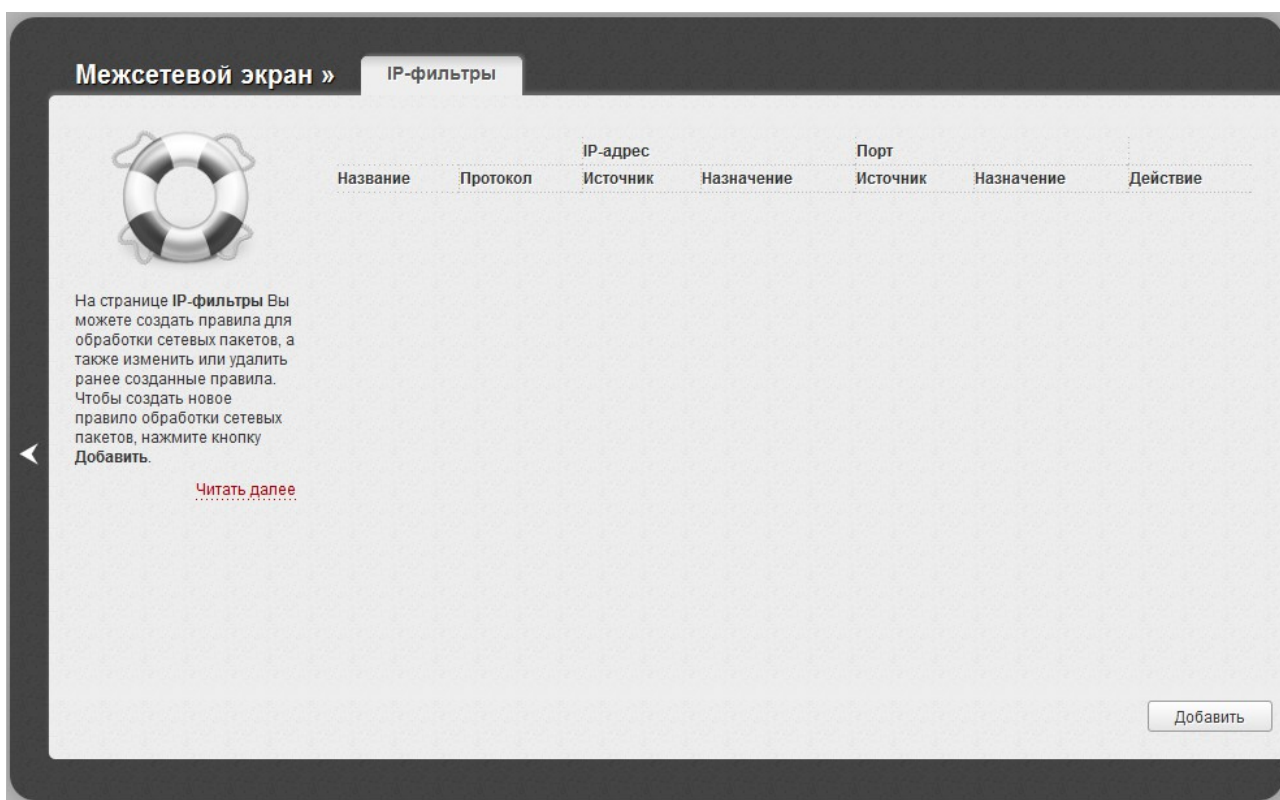 Межсетевой экран »
IP-фильтры
IP-адрес Порт
Название Протокол Источник Назначение Источник Назначение Действие
На странице IP-фильтры Вы
можете создать правила для
обработки сетевых пакетов, а
также изменить или удалить
ранее созданные правила.
Чтобы создать новое
правило обработки сетевых
пакетов, нажмите кнопку
Добавить.
Читать далее
Добавить